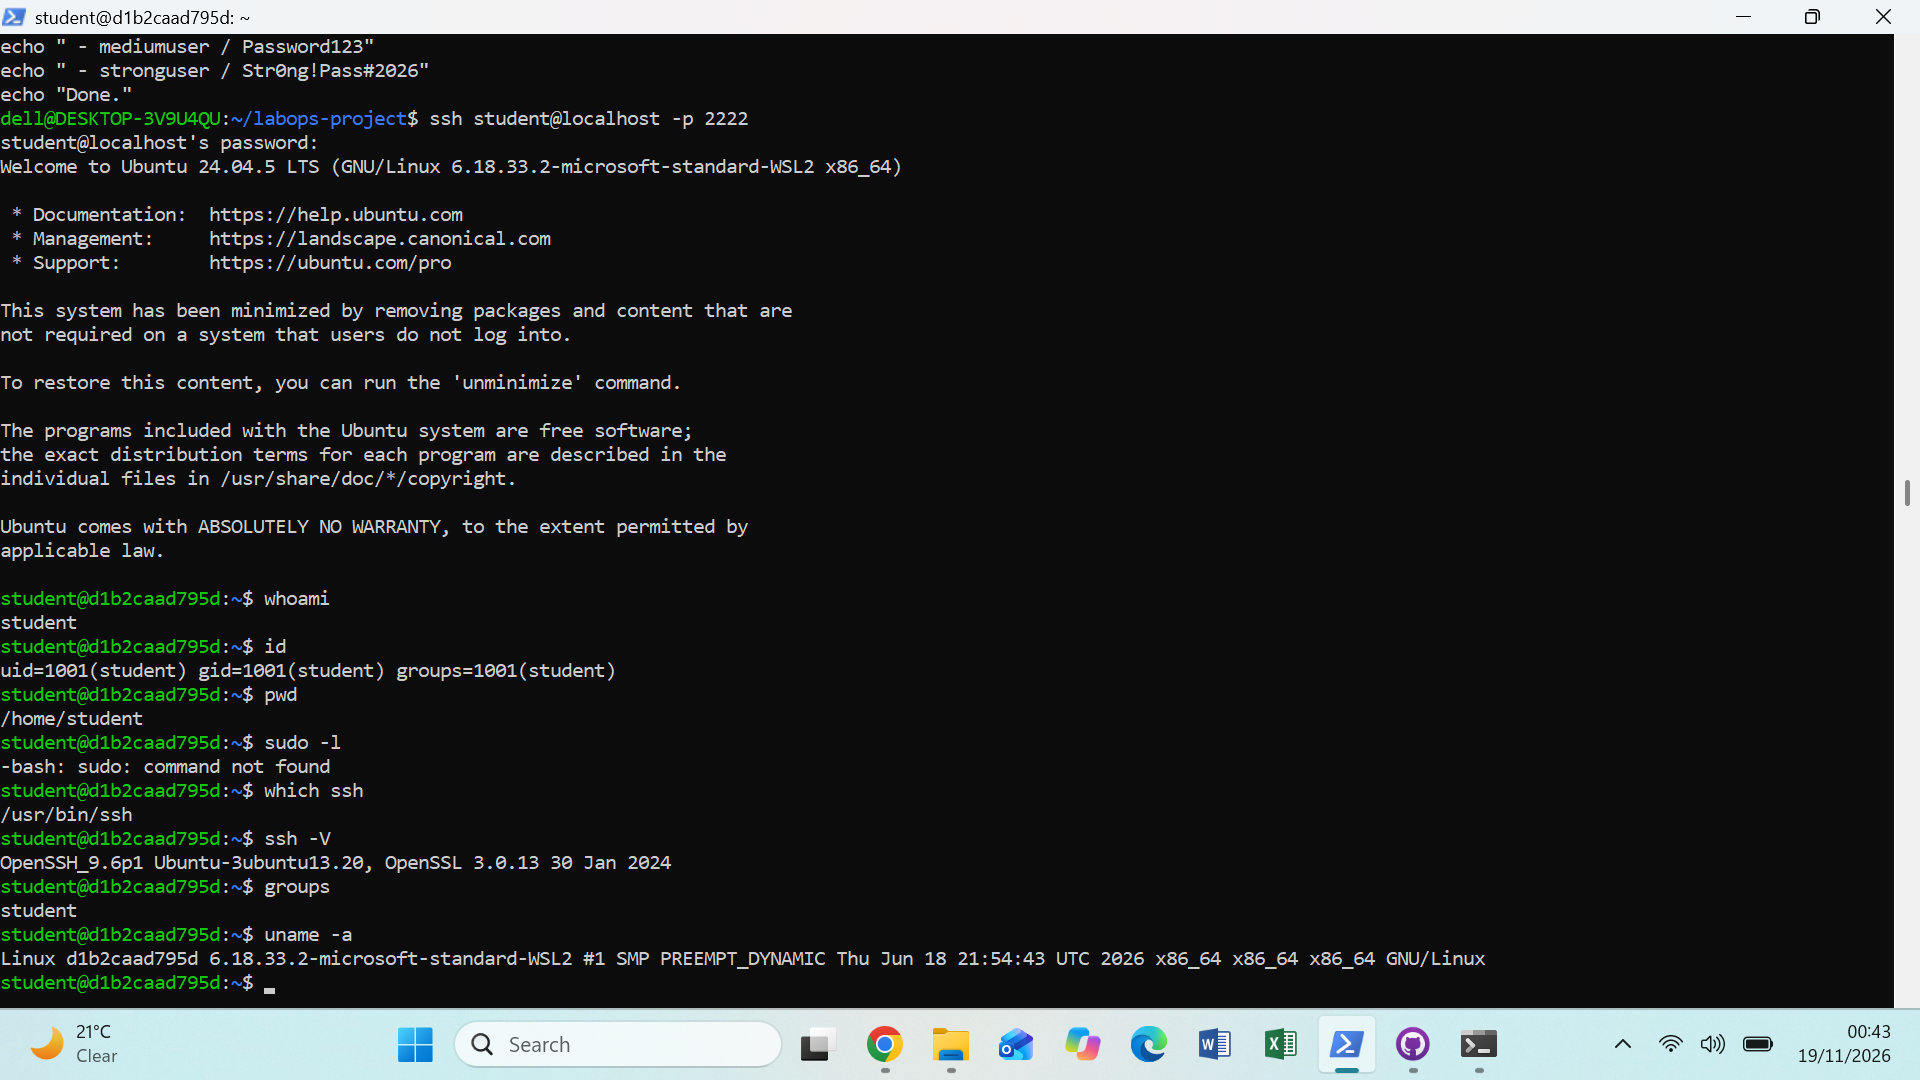 student@d1b2caad795d: ~
echo " - mediumuser / Password123"
echo " - stronguser / Str0ng!Pass#2026"
echo "Done."
dell@DESKTOP-3V9U4QU:~/labops-project$ ssh student@localhost -p 2222
student@localhost's password:
Welcome to Ubuntu 24.04.5 LTS (GNU/Linux 6.18.33.2-microsoft-standard-WSL2 x86_64)
* Documentation:  https://help.ubuntu.com
* Management:     https://landscape.canonical.com
* Support:        https://ubuntu.com/pro
This system has been minimized by removing packages and content that are
not required on a system that users do not log into.
To restore this content, you can run the 'unminimize' command.
The programs included with the Ubuntu system are free software;
the exact distribution terms for each program are described in the
individual files in /usr/share/doc/*/copyright.
Ubuntu comes with ABSOLUTELY NO WARRANTY, to the extent permitted by
applicable law.
student@d1b2caad795d:~$ whoami
student
student@d1b2caad795d:~$ id
uid=1001(student) gid=1001(student) groups=1001(student)
student@d1b2caad795d:~$ pwd
/home/student
student@d1b2caad795d:~$ sudo -l
-bash: sudo: command not found
student@d1b2caad795d:~$ which ssh
/usr/bin/ssh
student@d1b2caad795d:~$ ssh -V
OpenSSH_9.6p1 Ubuntu-3ubuntu13.20, OpenSSL 3.0.13 30 Jan 2024
student@d1b2caad795d:~$ groups
student
student@d1b2caad795d:~$ uname -a
Linux d1b2caad795d 6.18.33.2-microsoft-standard-WSL2 #1 SMP PREEMPT_DYNAMIC Thu Jun 18 21:54:43 UTC 2026 x86_64 x86_64 x86_64 GNU/Linux
student@d1b2caad795d:~$
21°C
Clear
Search
00:43
19/11/2026